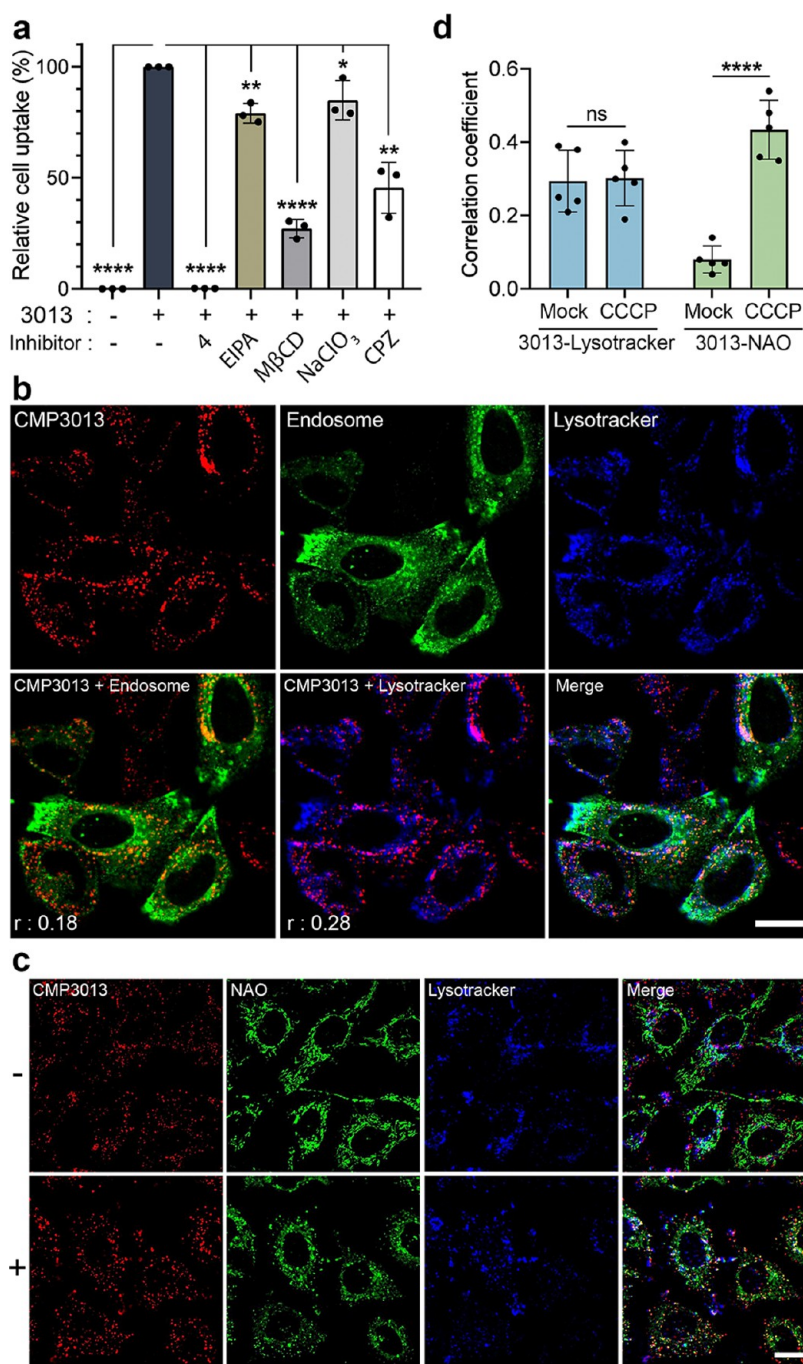 a
Relative cell uptake (%)
100
50
0
****
****
**
****
*
**
3013 : - + + + + + +
Inhibitor : - - 4 EIPA MβCD NaClO₃ CPZ
d
Correlation coefficient
0.6
0.4
0.2
0.0
ns
****
Mock CCCP Mock CCCP
3013-Lysotracker 3013-NAO
b
CMP3013 Endosome Lysotracker
CMP3013 + Endosome CMP3013 + Lysotracker Merge
r : 0.18 r : 0.28
c
CMP3013 NAO Lysotracker Merge
-
+